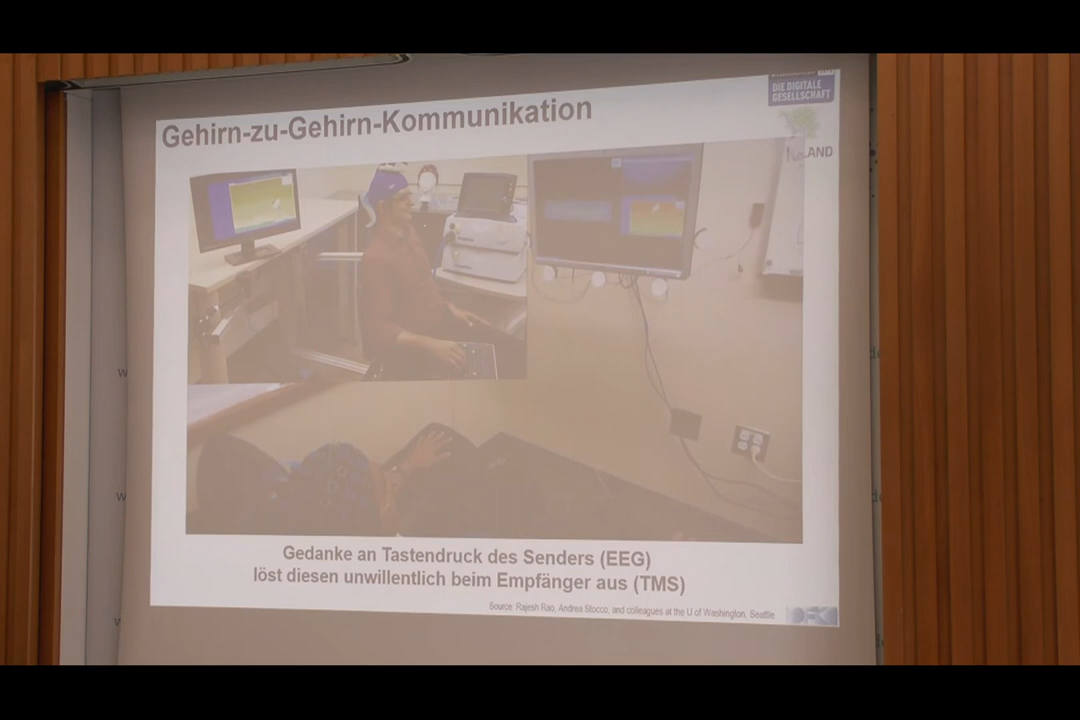 Gehirn-zu-Gehirn-Kommunikation
DIE DIGITALE
GESELLSCHAFT
LAND
Gedanke an Tastendruck des Senders (EEG)
löst diesen unwillentlich beim Empfänger aus (TMS)
Source: Rajesh Rao, Andrea Stocco, and colleagues at the U of Washington, Seattle